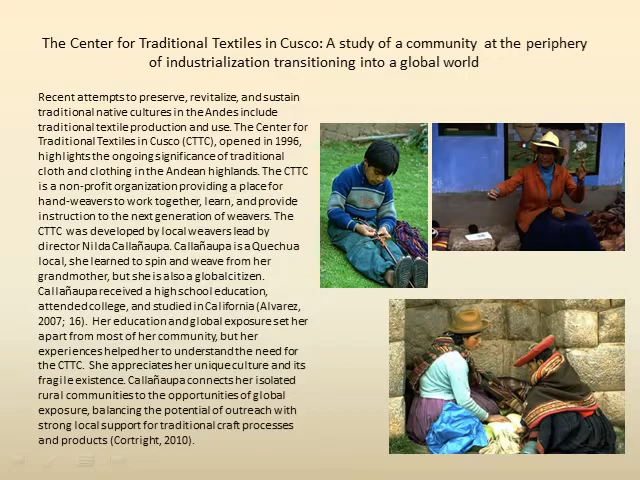 The Center for Traditional Textiles in Cusco: A study of a community at the periphery
of industrialization transitioning into a global world
Recent attempts to preserve, revitalize, and sustain
traditional native cultures in the Andes include
traditional textile production and use. The Center for
Traditional Textiles in Cusco (CTTC), opened in 1996,
highlights the ongoing significance of traditional
cloth and clothing in the Andean highlands. The CTTC
is a non-profit organization providing a place for
hand-weavers to work together, learn, and provide
instruction to the next generation of weavers. The
CTTC was developed by local weavers lead by
director Nilda Callañaupa. Callañaupa is a Quechua
local, she learned to spin and weave from her
grandmother, but she is also a global citizen.
Callañaupa received a high school education,
attended college, and studied in California (Alvarez,
2007; 16). Her education and global exposure set her
apart from most of her community, but her
experiences helped her to understand the need for
the CTTC. She appreciates her unique culture and its
fragile existence. Callañaupa connects her isolated
rural communities to the opportunities of global
exposure, balancing the potential of outreach with
strong local support for traditional craft processes
and products (Cortright, 2010).